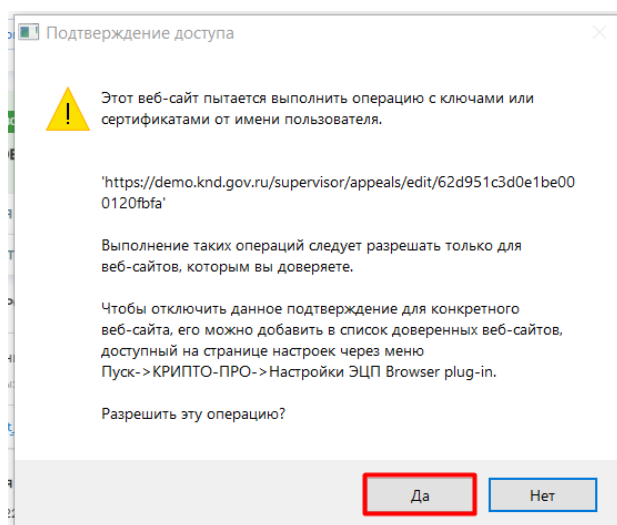 Подтверждение доступа
Этот веб-сайт пытается выполнить операцию с ключами или
сертификатами от имени пользователя.
'https://demo.knd.gov.ru/supervisor/appeals/edit/62d951c3d0e1be00
0120fbfa'
Выполнение таких операций следует разрешать только для
веб-сайтов, которым вы доверяете.
Чтобы отключить данное подтверждение для конкретного
веб-сайта, его можно добавить в список доверенных веб-сайтов,
доступный на странице настроек через меню
Пуск->КРИПТО-ПРО->Настройки ЭЦП Browser plug-in.
Разрешить эту операцию?
Да Нет